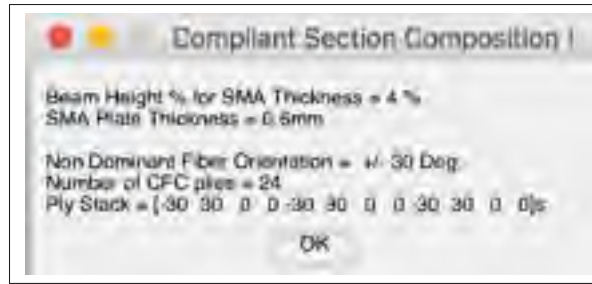 Compliant Section Composition
Beam Height % for SMA Thickness = 4 %
SMA Plate Thickness = 0.6mm
Non Dominant Fiber Orientation = +/- 30 Deg
Number of CFC plies = 24
Ply Stack = [-30 30 0 0 -30 30 0 0 -30 30 0 0]s
OK